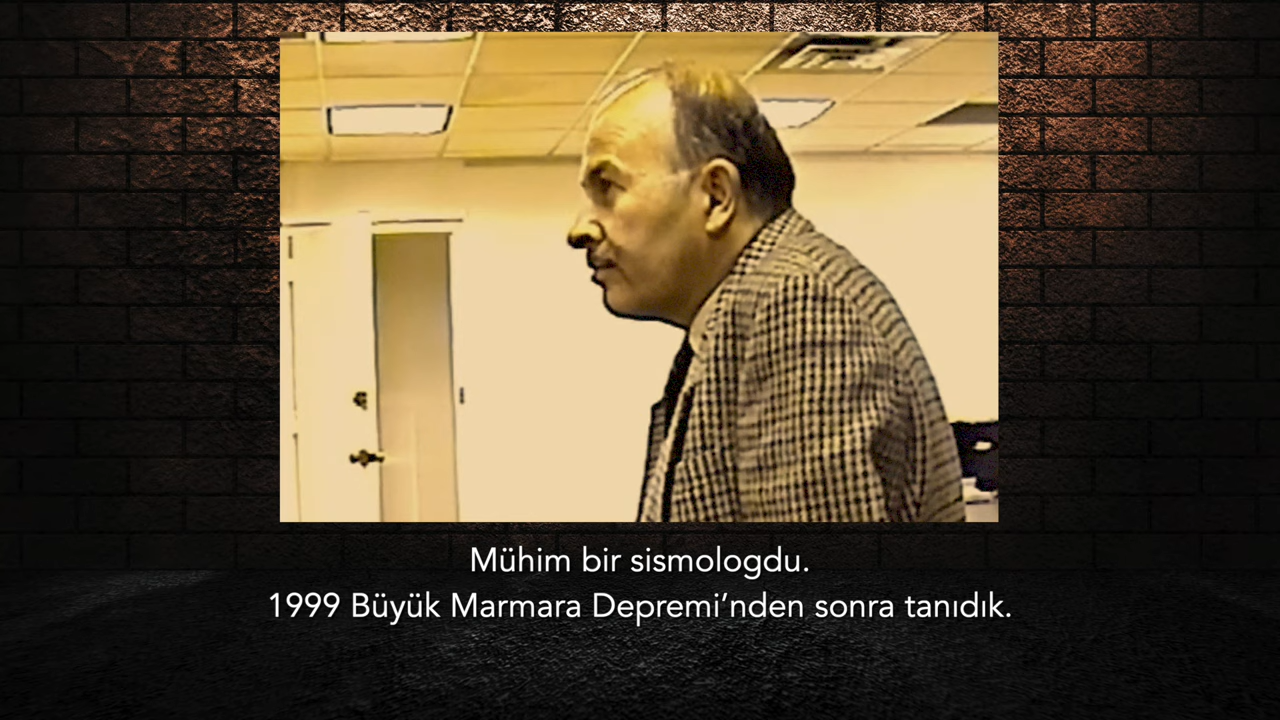 Mühim bir sismologdu.
1999 Büyük Marmara Depremi’nden sonra tanıdık.